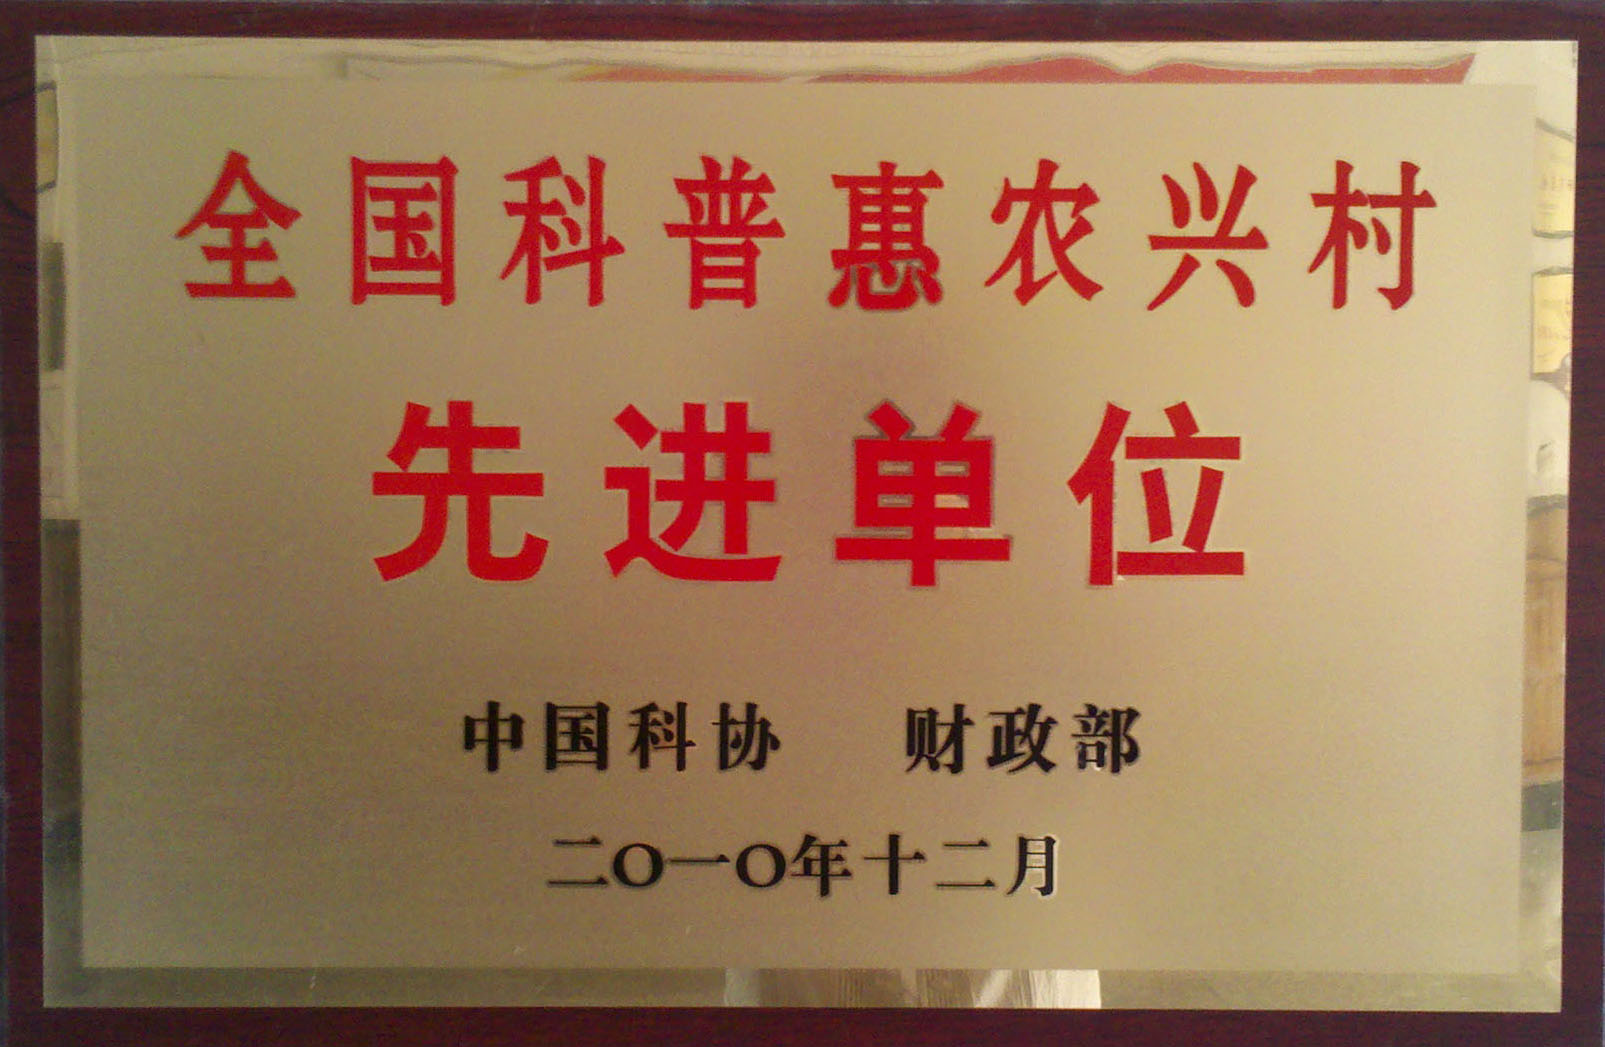 全国科普惠农兴村
先进单位
中国科协 财政部
二〇一〇年十二月